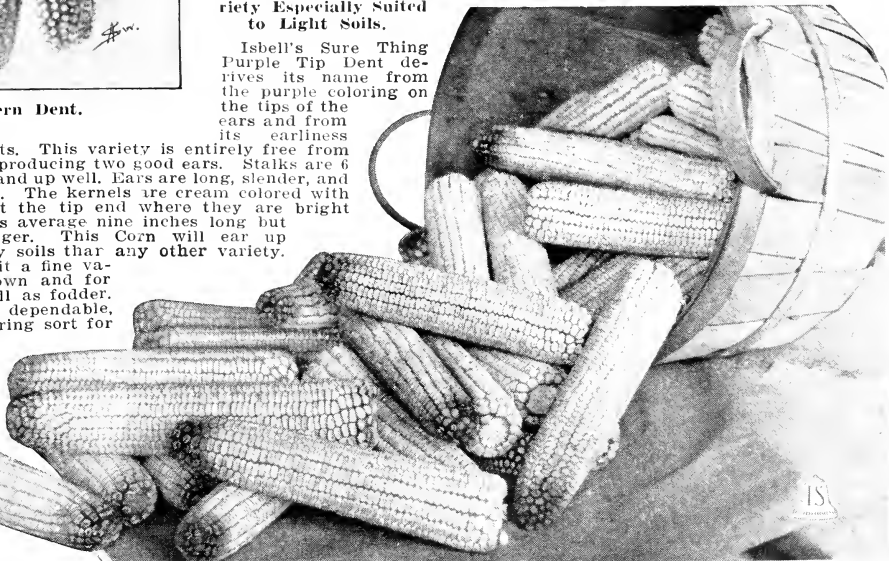 riety Especially Suited
to Light Soils.
Isbell's Sure Thing
Purple Tip Dent de-
rives its name from
the purple coloring on
the tips of the
ears and from
its earliness
ern Dent.
ts. This variety is entirely free from
producing two good ears. Stalks are 6
and up well. Ears are long, slender, and
. The kernels are cream colored with
t the tip end where they are bright
s average nine inches long but
ger. This Corn will ear up
y soils thar any other variety.
it a fine va-
own and for
ll as fodder.
dependable,
ring sort for
IS